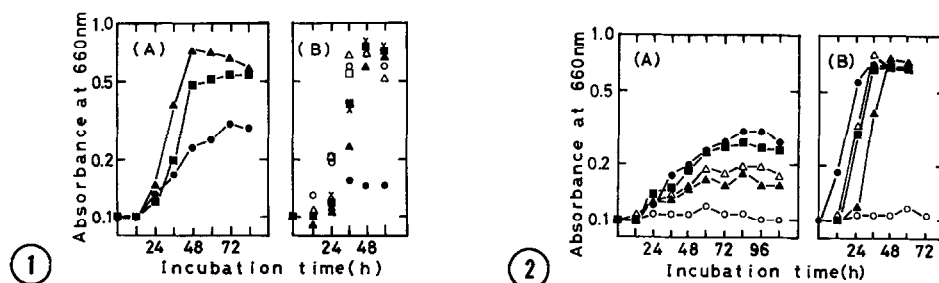 Absorbance at 660nm
1.0
0.5
0.2
0.1
(A)
(B)
24 48 72
24 48
Incubation time(h)
1
Absorbance at 660nm
1.0
0.5
0.2
0.1
(A)
(B)
24 48 72 96
24 48 72
Incubation time(h)
2